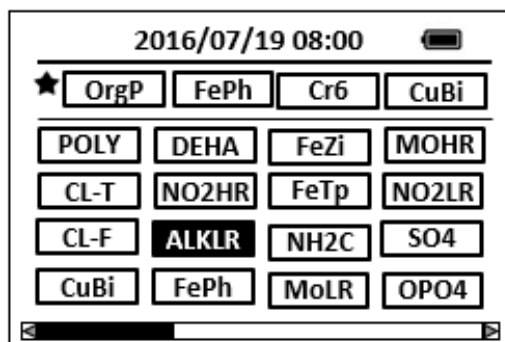 2016/07/19 08:00
OrgP FePh Cr6 CuBi
POLY DEHA FeZi MOHR
CL-T NO2HR FeTp NO2LR
CL-F ALKLR NH2C SO4
CuBi FePh MoLR OPO4